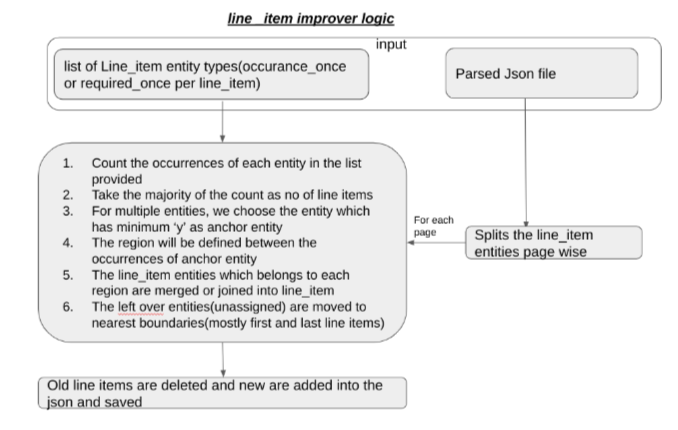 line_item improver logic
input
list of Line_item entity types(occurance_once
or required_once per line_item)
Parsed Json file
1. Count the occurrences of each entity in the list
provided
2. Take the majority of the count as no of line items
3. For multiple entities, we choose the entity which
has minimum 'y' as anchor entity
4. The region will be defined between the
occurrences of anchor entity
5. The line_item entities which belongs to each
region are merged or joined into line_item
6. The left over entities(unassigned) are moved to
nearest boundaries(mostly first and last line items)
For each
page
Splits the line_item
entities page wise
Old line items are deleted and new are added into the
json and saved